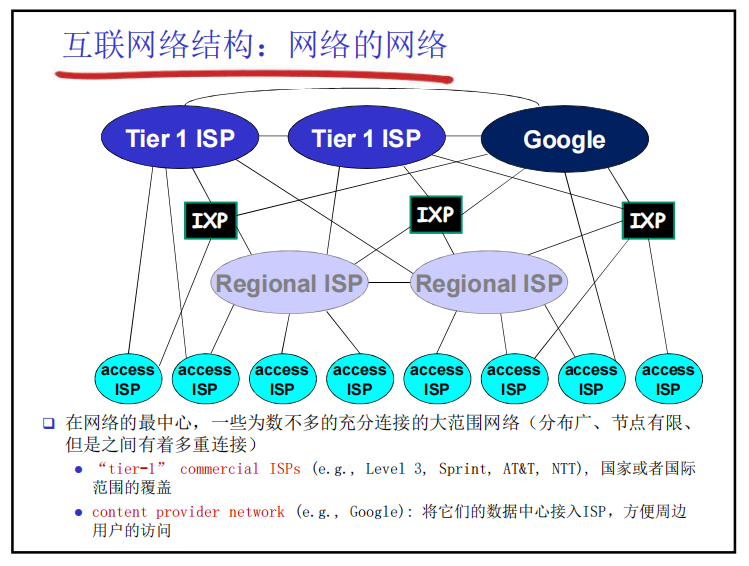 互联网络结构：网络的网络
Tier 1 ISP
Tier 1 ISP
Google
IXP
IXP
IXP
Regional ISP
Regional ISP
access
ISP
access
ISP
access
ISP
access
ISP
access
ISP
access
ISP
access
ISP
access
ISP
在网络的最中心，一些为数不多的充分连接的大范围网络（分布广、节点有限、
但是之间有着多重连接）
“tier-1” commercial ISPs (e.g., Level 3, Sprint, AT&T, NTT), 国家或者国际
范围的覆盖
content provider network (e.g., Google): 将它们的数据中心接入ISP，方便周边
用户的访问